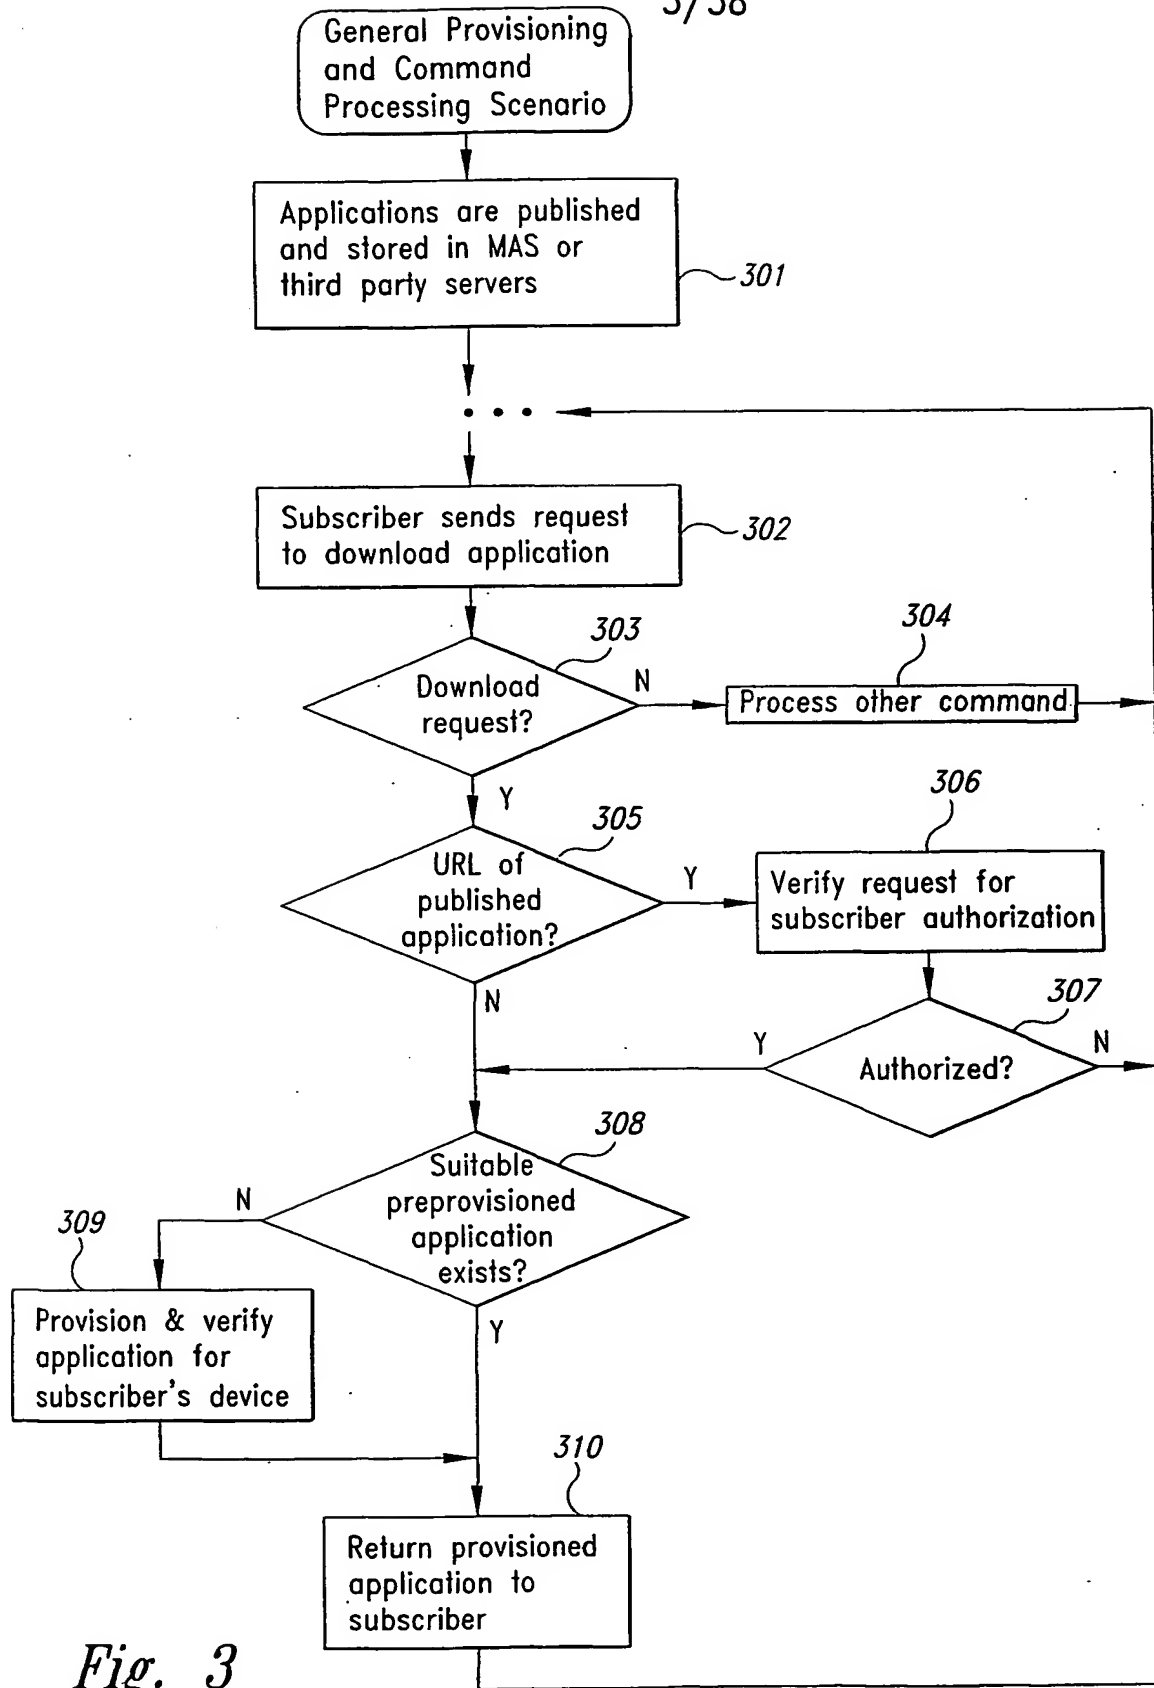 3/38
General Provisioning
and Command
Processing Scenario
Applications are published
and stored in MAS or
third party servers
301
• • •
Subscriber sends request
to download application
302
303
304
Download
request?
N
Process other command
Y
305
306
URL of
published
application?
Y
Verify request for
subscriber authorization
N
307
Y
Authorized?
N
308
Suitable
preprovisioned
application
exists?
N
309
Provision & verify
application for
subscriber's device
Y
310
Return provisioned
application to
subscriber
Fig. 3